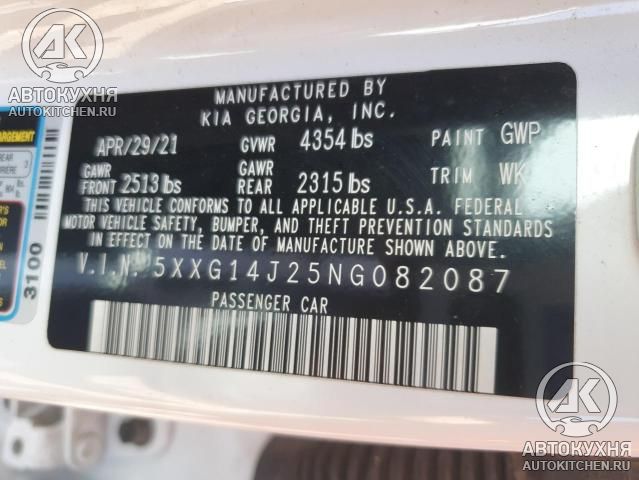 АВТОКУХНЯ
AUTOKITCHEN.RU
MANUFACTURED BY
KIA GEORGIA, INC.
APR/29/21 GVWR 4354 lbs PAINT GWP
GAWR FRONT 2513 lbs GAWR REAR 2315 lbs TRIM WK
THIS VEHICLE CONFORMS TO ALL APPLICABLE U.S.A. FEDERAL
MOTOR VEHICLE SAFETY, BUMPER, AND THEFT PREVENTION STANDARDS
IN EFFECT ON THE DATE OF MANUFACTURE SHOWN ABOVE.
V.I.N. 5XXG14J25NG082087
PASSENGER CAR
3100
АВТОКУХНЯ
AUTOKITCHEN.RU